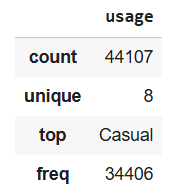 usage
count 44107
unique 8
top Casual
freq 34406